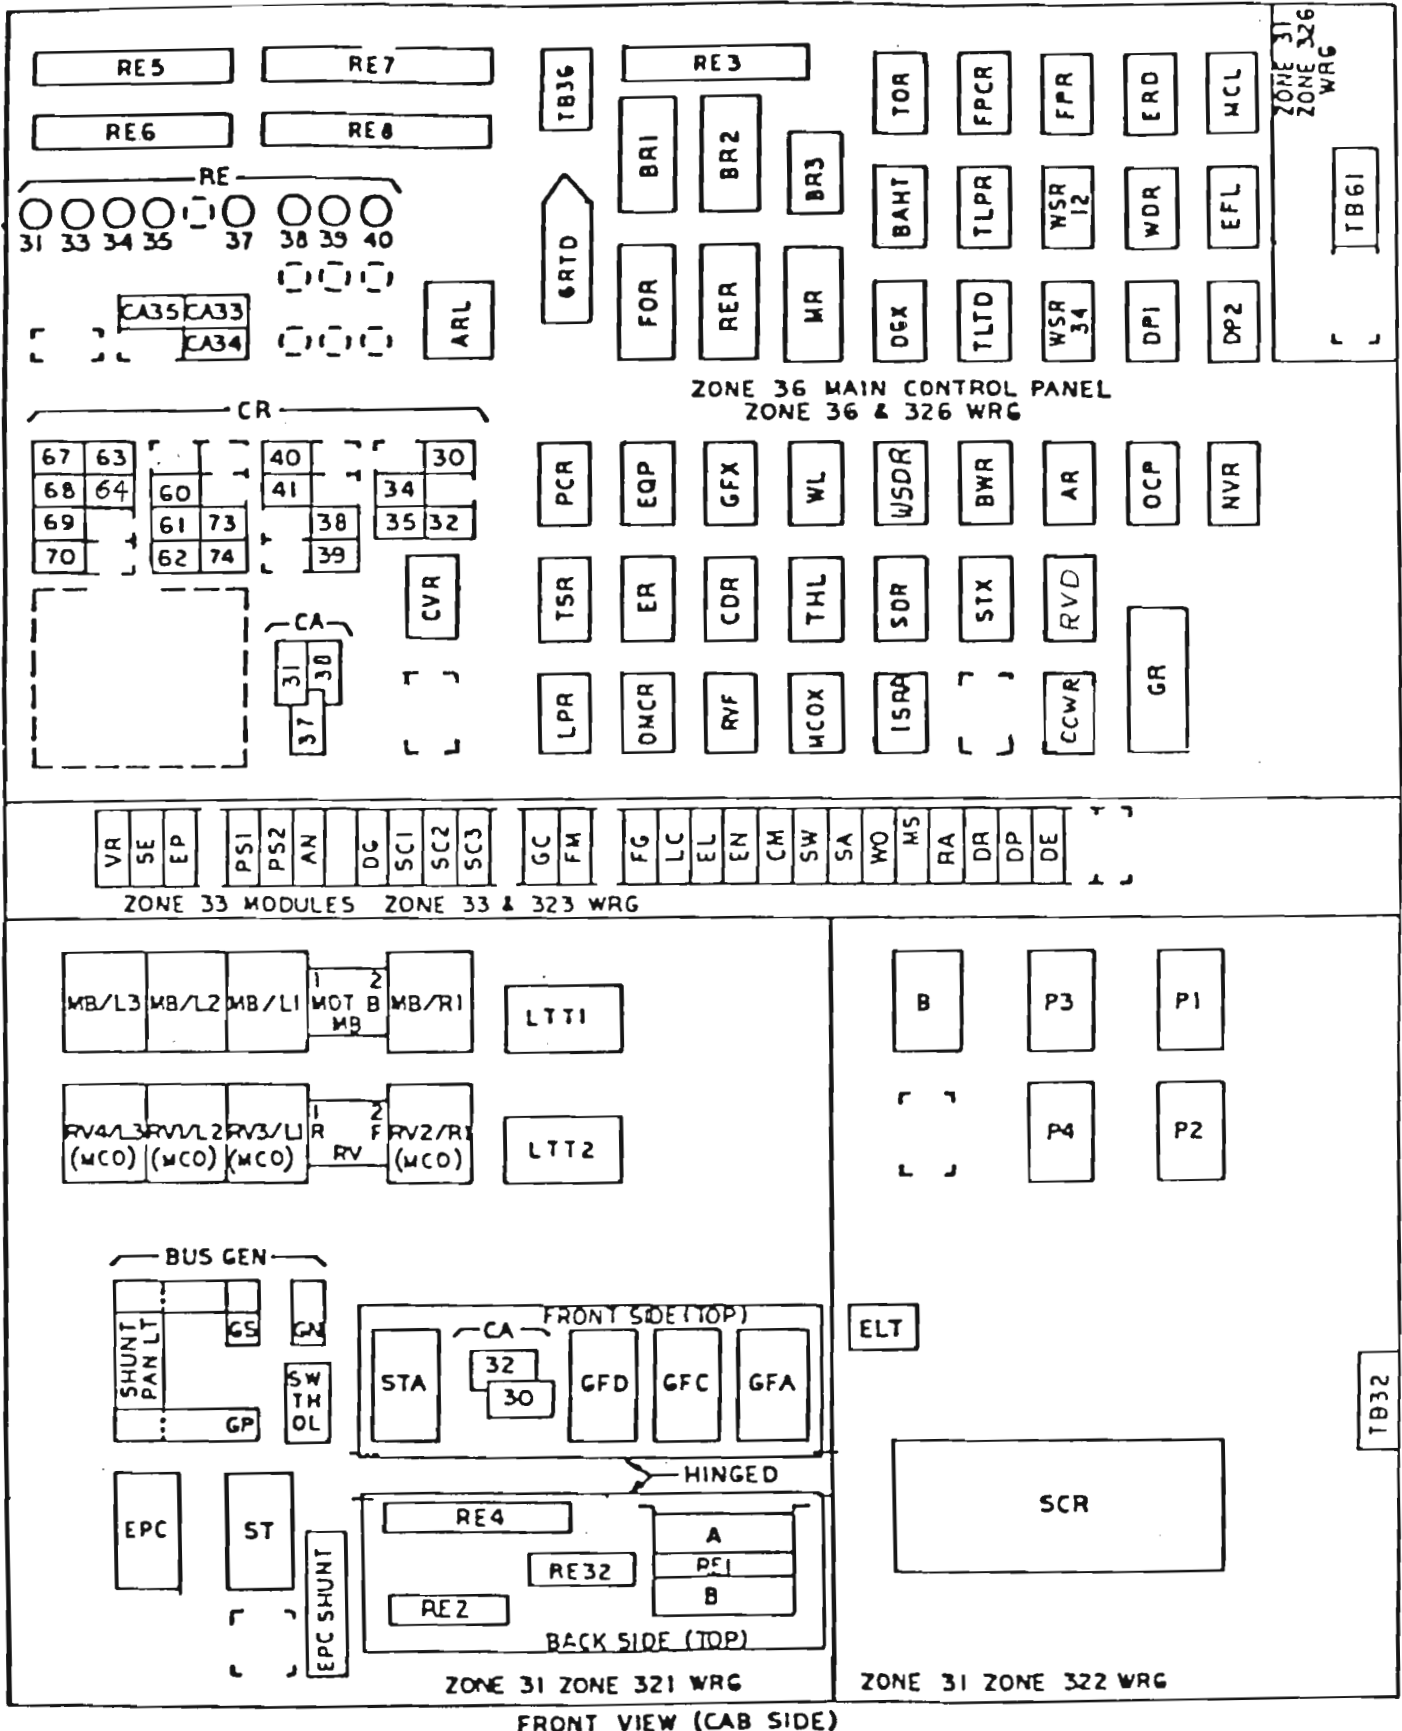 RE5 RE7 TB36 RE3 TOR FPCR FPR ERD MCL ZONE 31
ZONE 326
WRG
RE6 RE8 BR1 BR2 BR3
RE
31 33 34 35 37 38 39 40
BAHT TLPR WSR
12 WDR EFL TB61
GRTD FOR RER MR
CA35 CA33
CA34
ARL DGX TLTD WSR
34 DP1 DP2
ZONE 36 MAIN CONTROL PANEL
ZONE 36 & 326 WRG
CR
67 63 40 30
68 64 60 41 34
69 61 73 38 35 32
70 62 74 39
PCR EQP GFX WL WSDR BWR AR OCP NVR
CVR TSR ER CDR THL SDR STX RVD
CA
31 38
37
GR
LPR OMCR RVF MCOX CCWR
VR SE EP PS1 PS2 AN DG SC1 SC2 SC3 GC FM FG LC EL EN CM SW SA WO MS RA DR DP DE
ZONE 33 MODULES ZONE 33 & 323 WRG
MB/L3 MB/L2 MB/L1 1 2
MOT B
MB MB/R1 LTT1 B P3 P1
RV4/L3
(MCO) RV1/L2
(MCO) RV3/L1
(MCO) 1 2
R F
RV RV2/R1
(MCO) LTT2 P4 P2
BUS GEN
SHUNT
PAN LT
GS
GP
SW
TH
OL
FRONT SIDE (TOP)
STA CA
32
30 GFD GFC GFA
ELT
TB32
HINGED
EPC ST EPC SHUNT
RE4 A
RE32 RE1
RE2 B
BACK SIDE (TOP)
SCR
ZONE 31 ZONE 321 WRG ZONE 31 ZONE 322 WRG
FRONT VIEW (CAB SIDE)